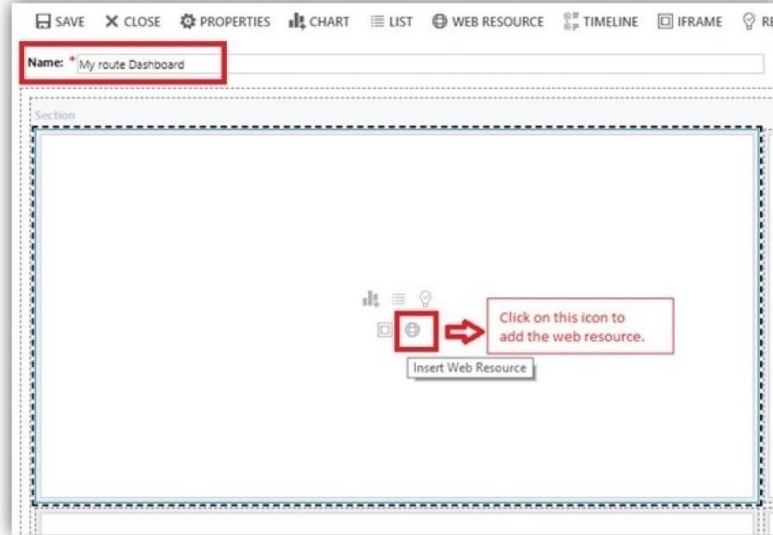 SAVE CLOSE PROPERTIES CHART LIST WEB RESOURCE TIMELINE IFRAME RE
Name: * My route Dashboard
Section
Click on this icon to
add the web resource.
Insert Web Resource